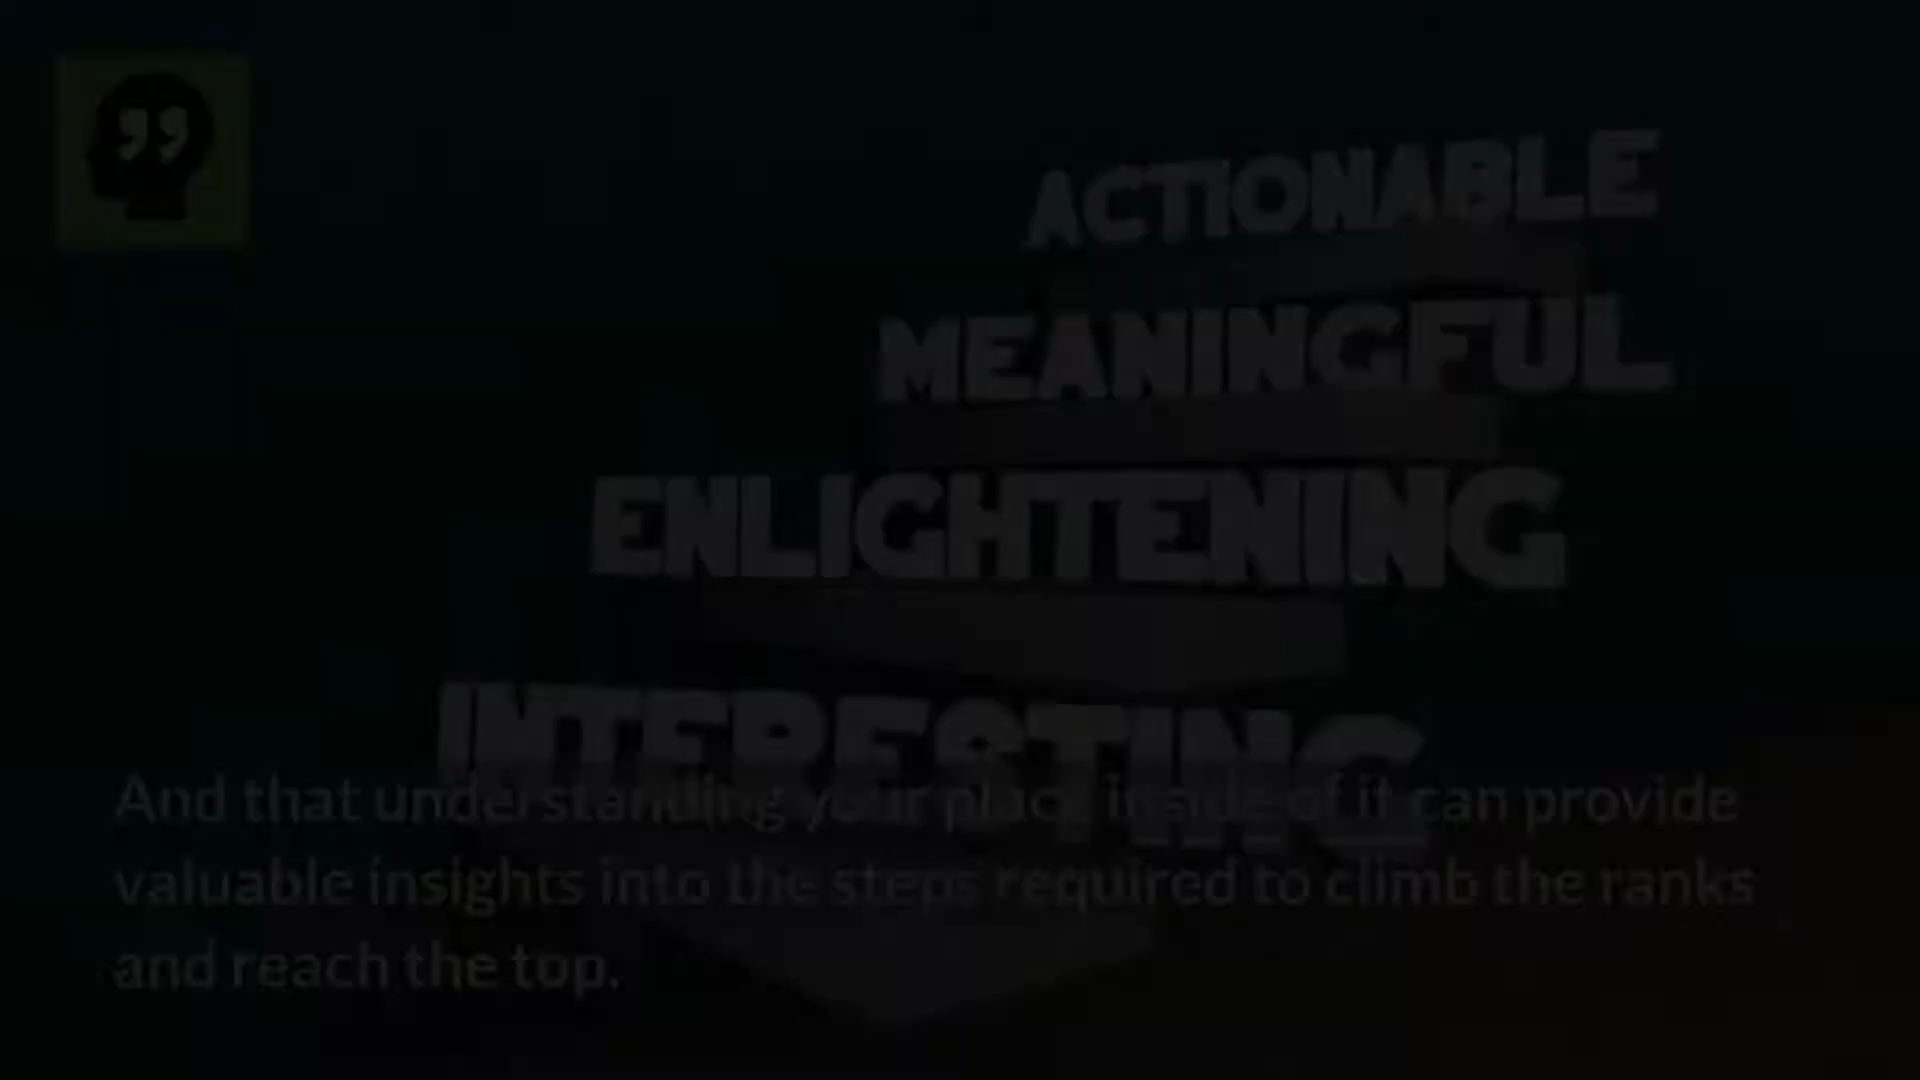 ACTIONABLE
MEANINGFUL
ENLIGHTENING
INTERESTING
And that understanding your place inside of it can provide
valuable insights into the steps required to climb the ranks
and reach the top.